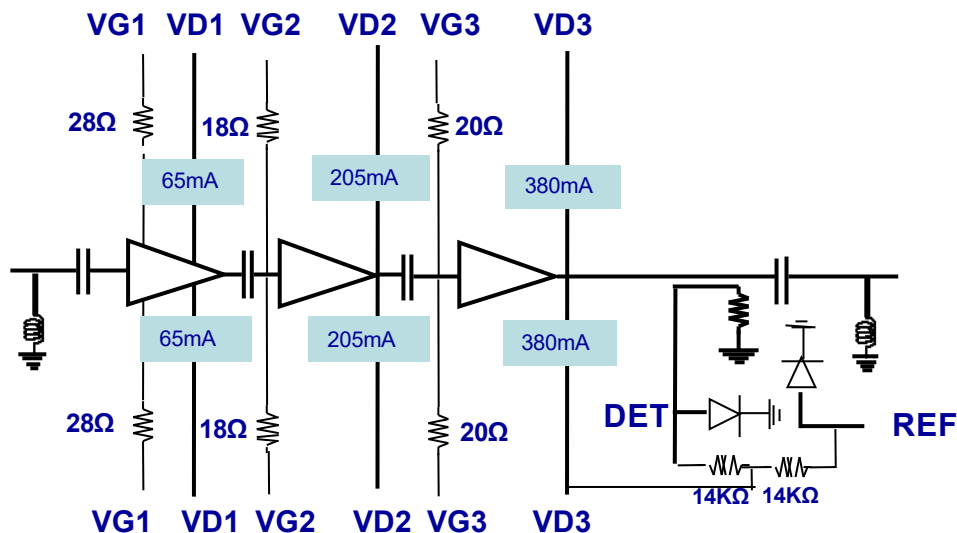 VG1 VD1 VG2 VD2 VG3 VD3
28Ω 18Ω 20Ω
65mA 205mA 380mA
65mA 205mA 380mA
28Ω 18Ω 20Ω
DET REF
14KΩ 14KΩ
VG1 VD1 VG2 VD2 VG3 VD3